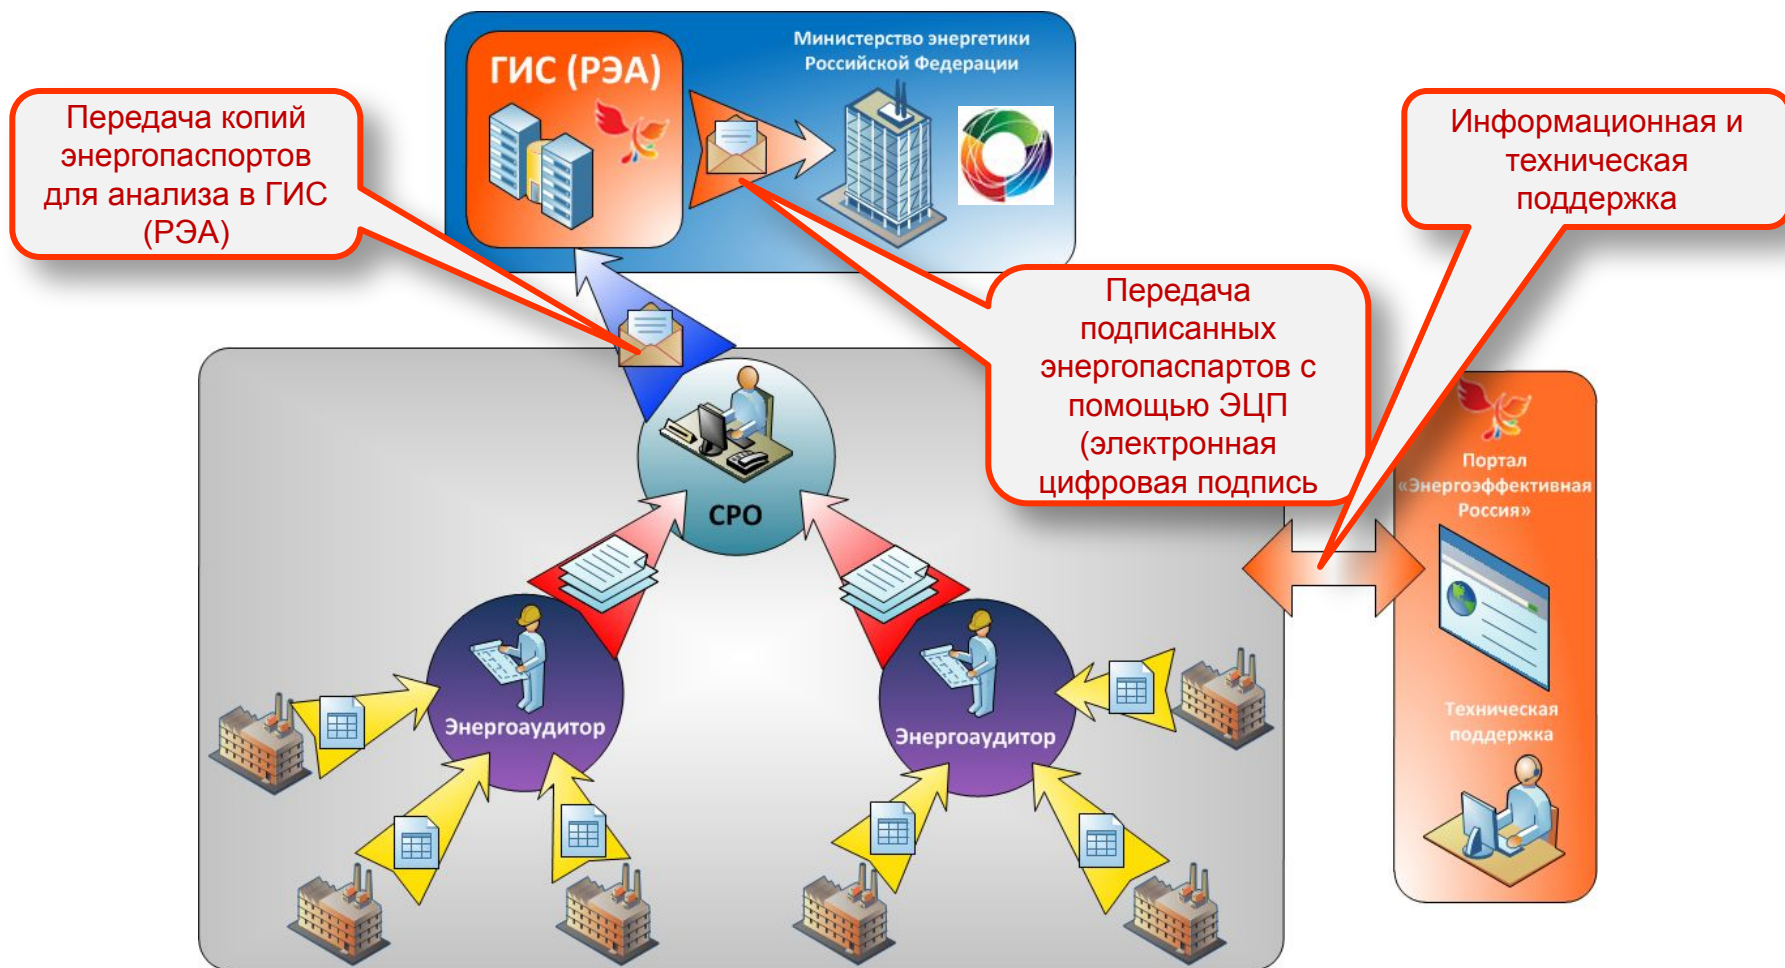 Министерство энергетики
Российской Федерации
ГИС (РЭА)
Передача копий
энергопаспортов
для анализа в ГИС
(РЭА)
Информационная и
техническая
поддержка
Передача
подписанных
энергопаспартов с
помощью ЭЦП
(электронная
цифровая подпись
СРО
Портал
«Энергоэффективная
Россия»
Энергоаудитор
Энергоаудитор
Техническая
поддержка